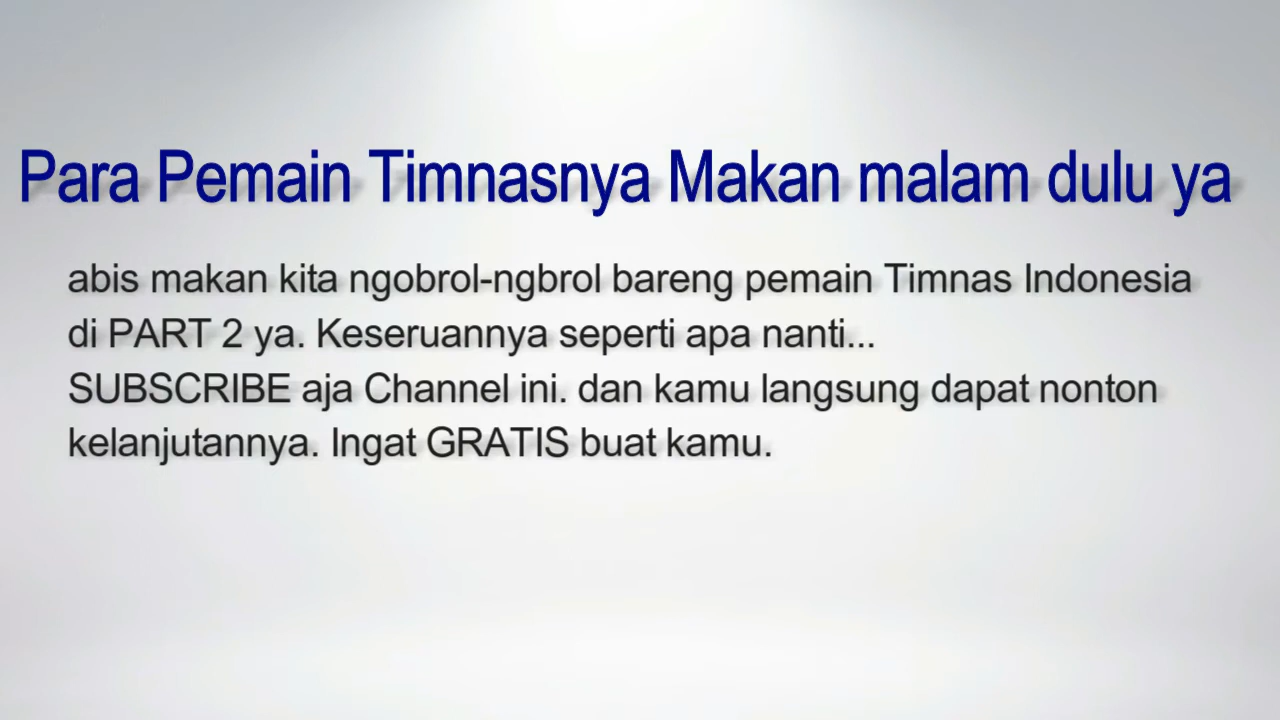 Para Pemain Timnasnya Makan malam dulu ya
abis makan kita ngobrol-ngbrol bareng pemain Timnas Indonesia
di PART 2 ya. Keseruannya seperti apa nanti...
SUBSCRIBE aja Channel ini. dan kamu langsung dapat nonton
kelanjutannya. Ingat GRATIS buat kamu.